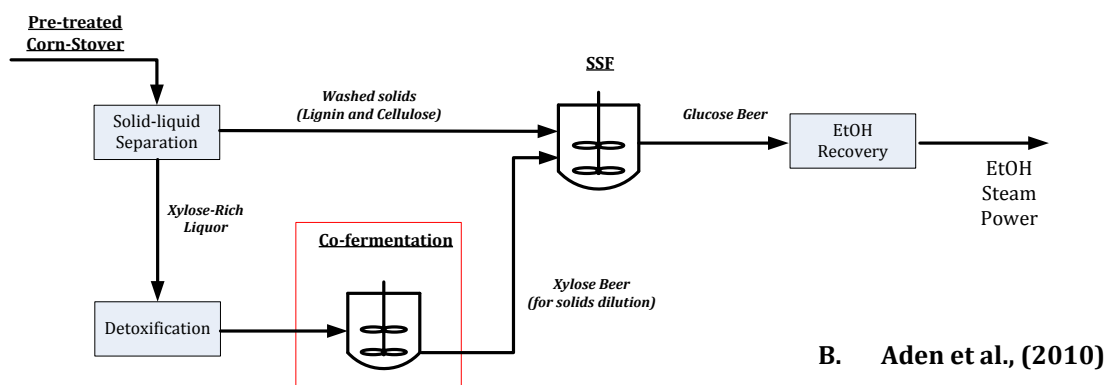 Pre-treated
Corn-Stover
SSF
Washed solids
(Lignin and Cellulose)
Glucose Beer
Solid-liquid
Separation
EtOH
Recovery
EtOH
Steam
Power
Xylose-Rich
Liquor
Co-fermentation
Xylose Beer
(for solids dilution)
Detoxification
B. Aden et al., (2010)